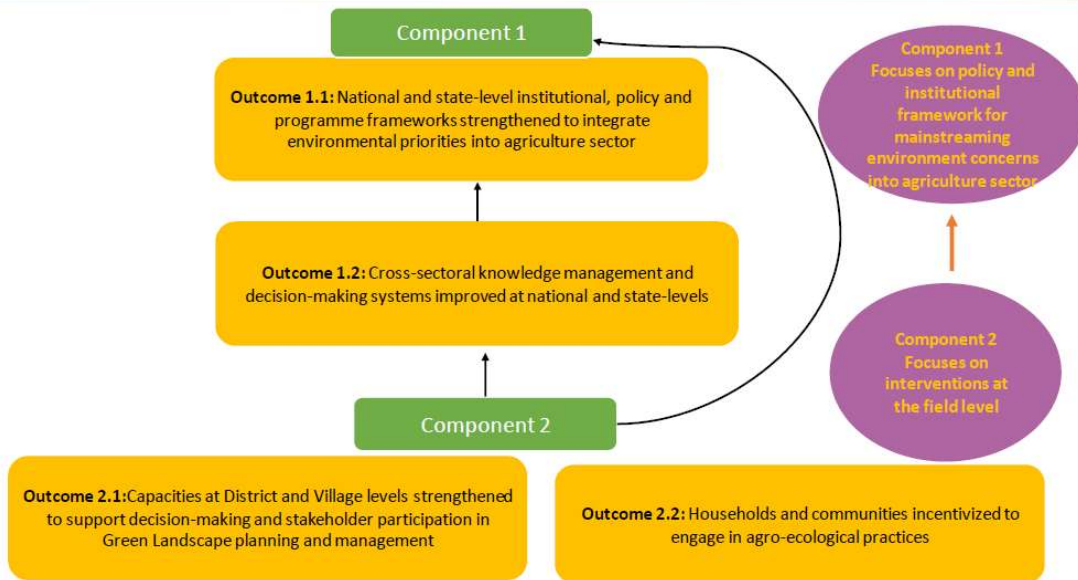 Component 1
Outcome 1.1: National and state-level institutional, policy and
programme frameworks strengthened to integrate
environmental priorities into agriculture sector
Outcome 1.2: Cross-sectoral knowledge management and
decision-making systems improved at national and state-levels
Component 2
Outcome 2.1:Capacities at District and Village levels strengthened
to support decision-making and stakeholder participation in
Green Landscape planning and management
Outcome 2.2: Households and communities incentivized to
engage in agro-ecological practices
Component 1
Focuses on policy and
institutional
framework for
mainstreaming
environment concerns
into agriculture sector
Component 2
Focuses on
interventions at
the field level